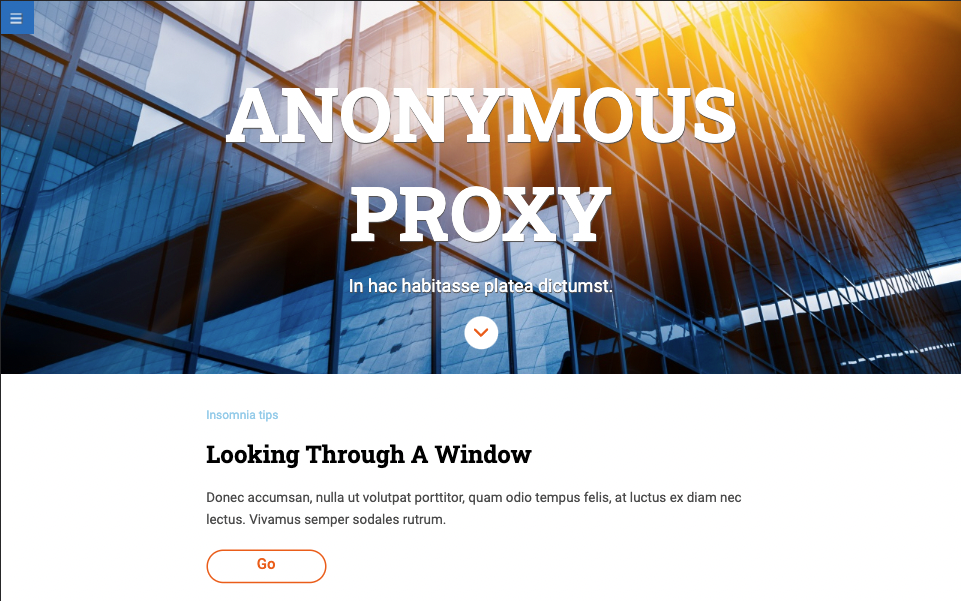 ANONYMOUS
PROXY
In hac habitasse platea dictumst.
Insomnia tips
Looking Through A Window
Donec accumsan, nulla ut volutpat porttitor, quam odio tempus felis, at luctus ex diam nec
lectus. Vivamus semper sodales rutrum.
Go